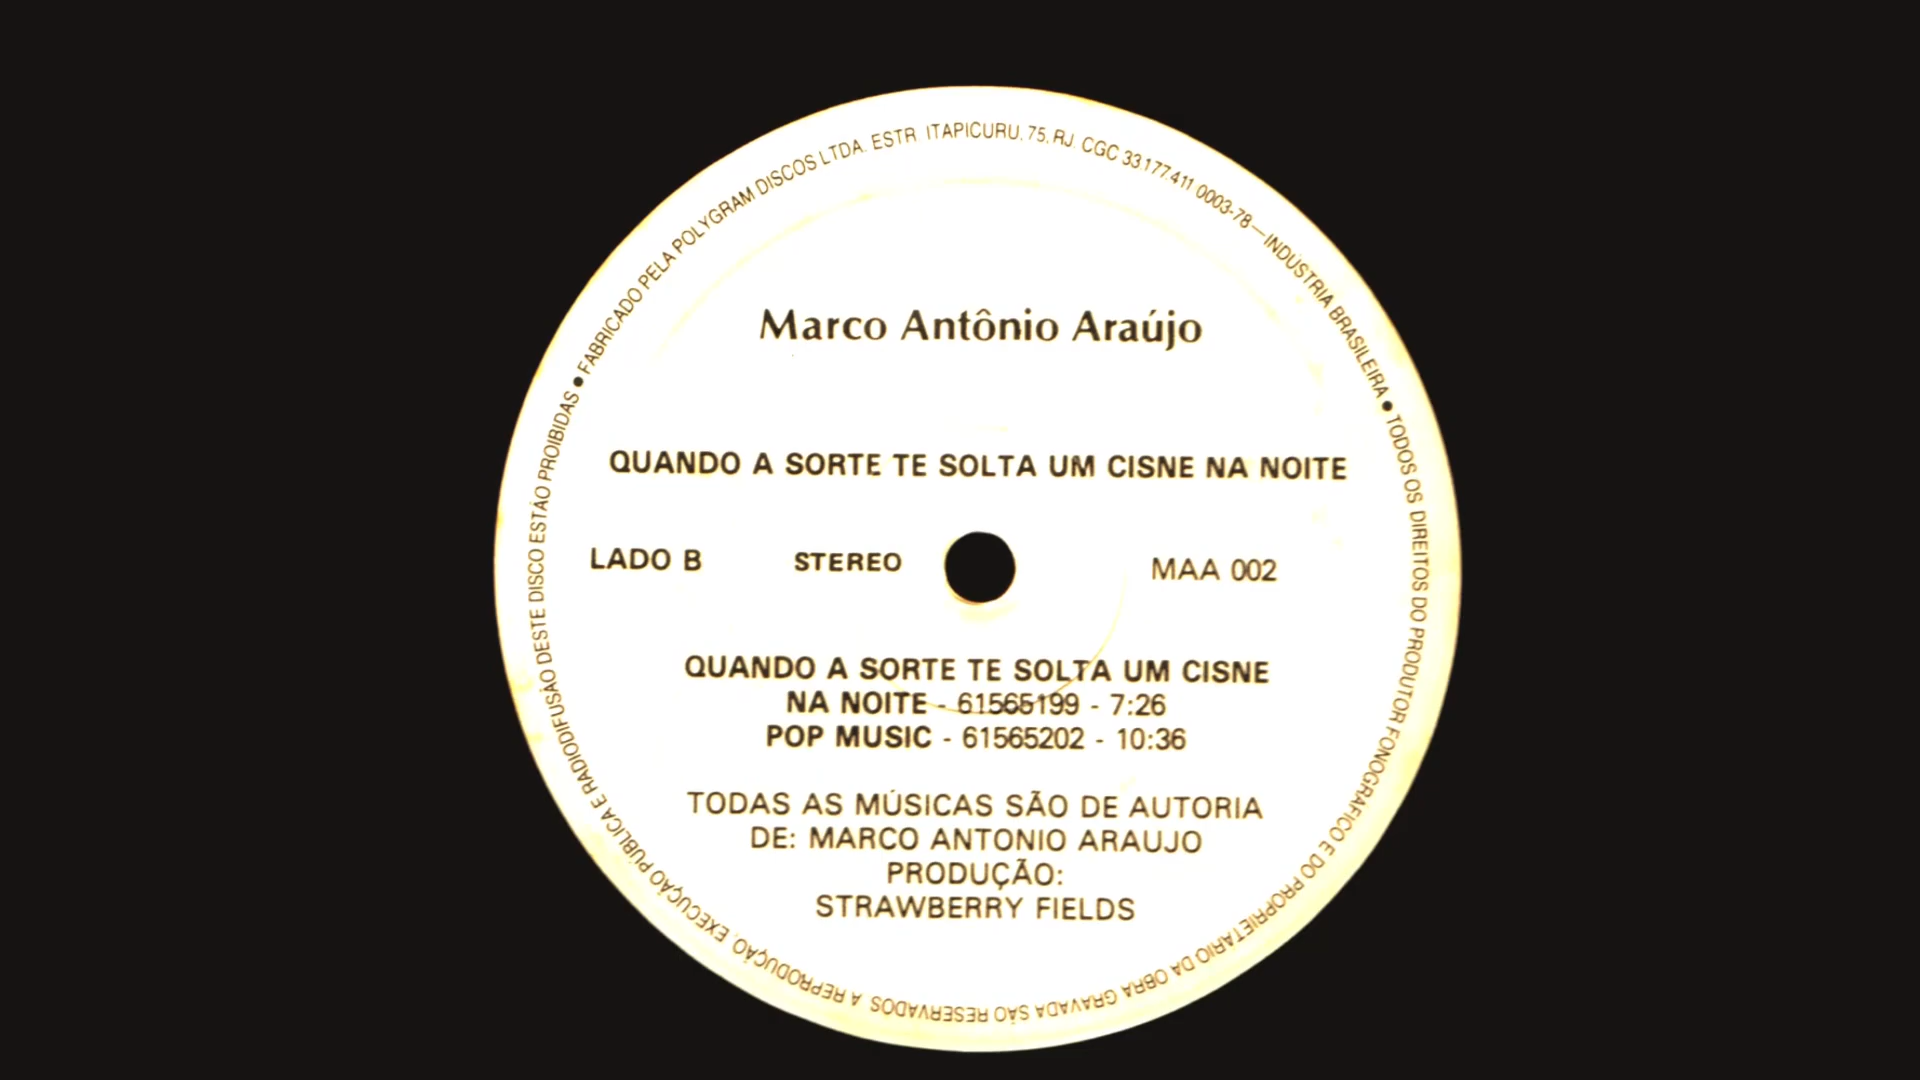 FABRICADO PELA POLYGRAM DISCOS LTDA. ESTR ITAPICURU, 75, RJ. CGC 33.177.411 0003-78 — INDUSTRIA BRASILEIRA • TODOS OS DIREITOS DO PRODUTOR FONOGRAFICO E DO PROPRIETARIO DA OBRA GRAVADA SÃO RESERVADOS A REPRODUÇÃO, EXECUÇÃO PUBLICA E RADIODIFUSÃO DESTE DISCO ESTÃO PROIBIDAS •
Marco Antônio Araújo
QUANDO A SORTE TE SOLTA UM CISNE NA NOITE
LADO B STEREO MAA 002
QUANDO A SORTE TE SOLTA UM CISNE
NA NOITE - 61565199 - 7:26
POP MUSIC - 61565202 - 10:36
TODAS AS MÚSICAS SÃO DE AUTORIA
DE: MARCO ANTONIO ARAUJO
PRODUÇÃO:
STRAWBERRY FIELDS